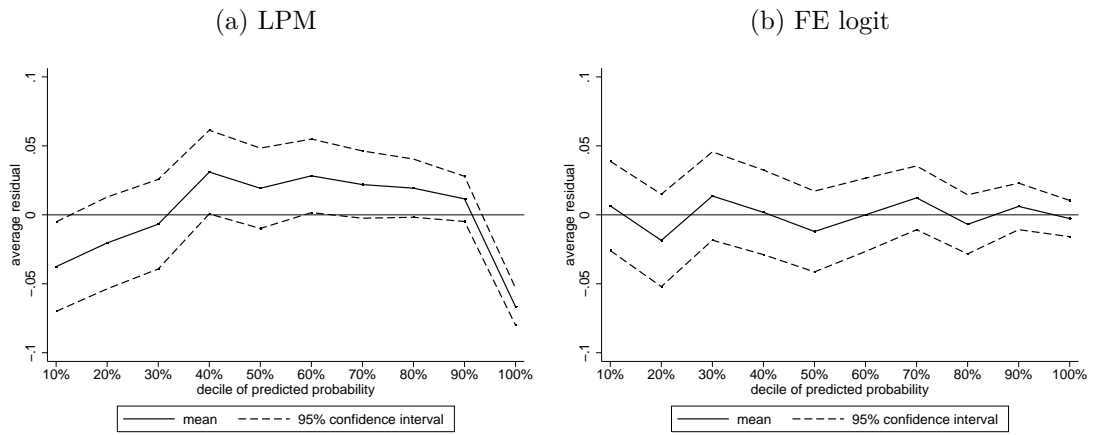 (a) LPM
average residual
.1
.05
0
-.05
-.1
10% 20% 30% 40% 50% 60% 70% 80% 90% 100%
decile of predicted probability
mean 95% confidence interval
(b) FE logit
average residual
.1
.05
0
-.05
-.1
10% 20% 30% 40% 50% 60% 70% 80% 90% 100%
decile of predicted probability
mean 95% confidence interval